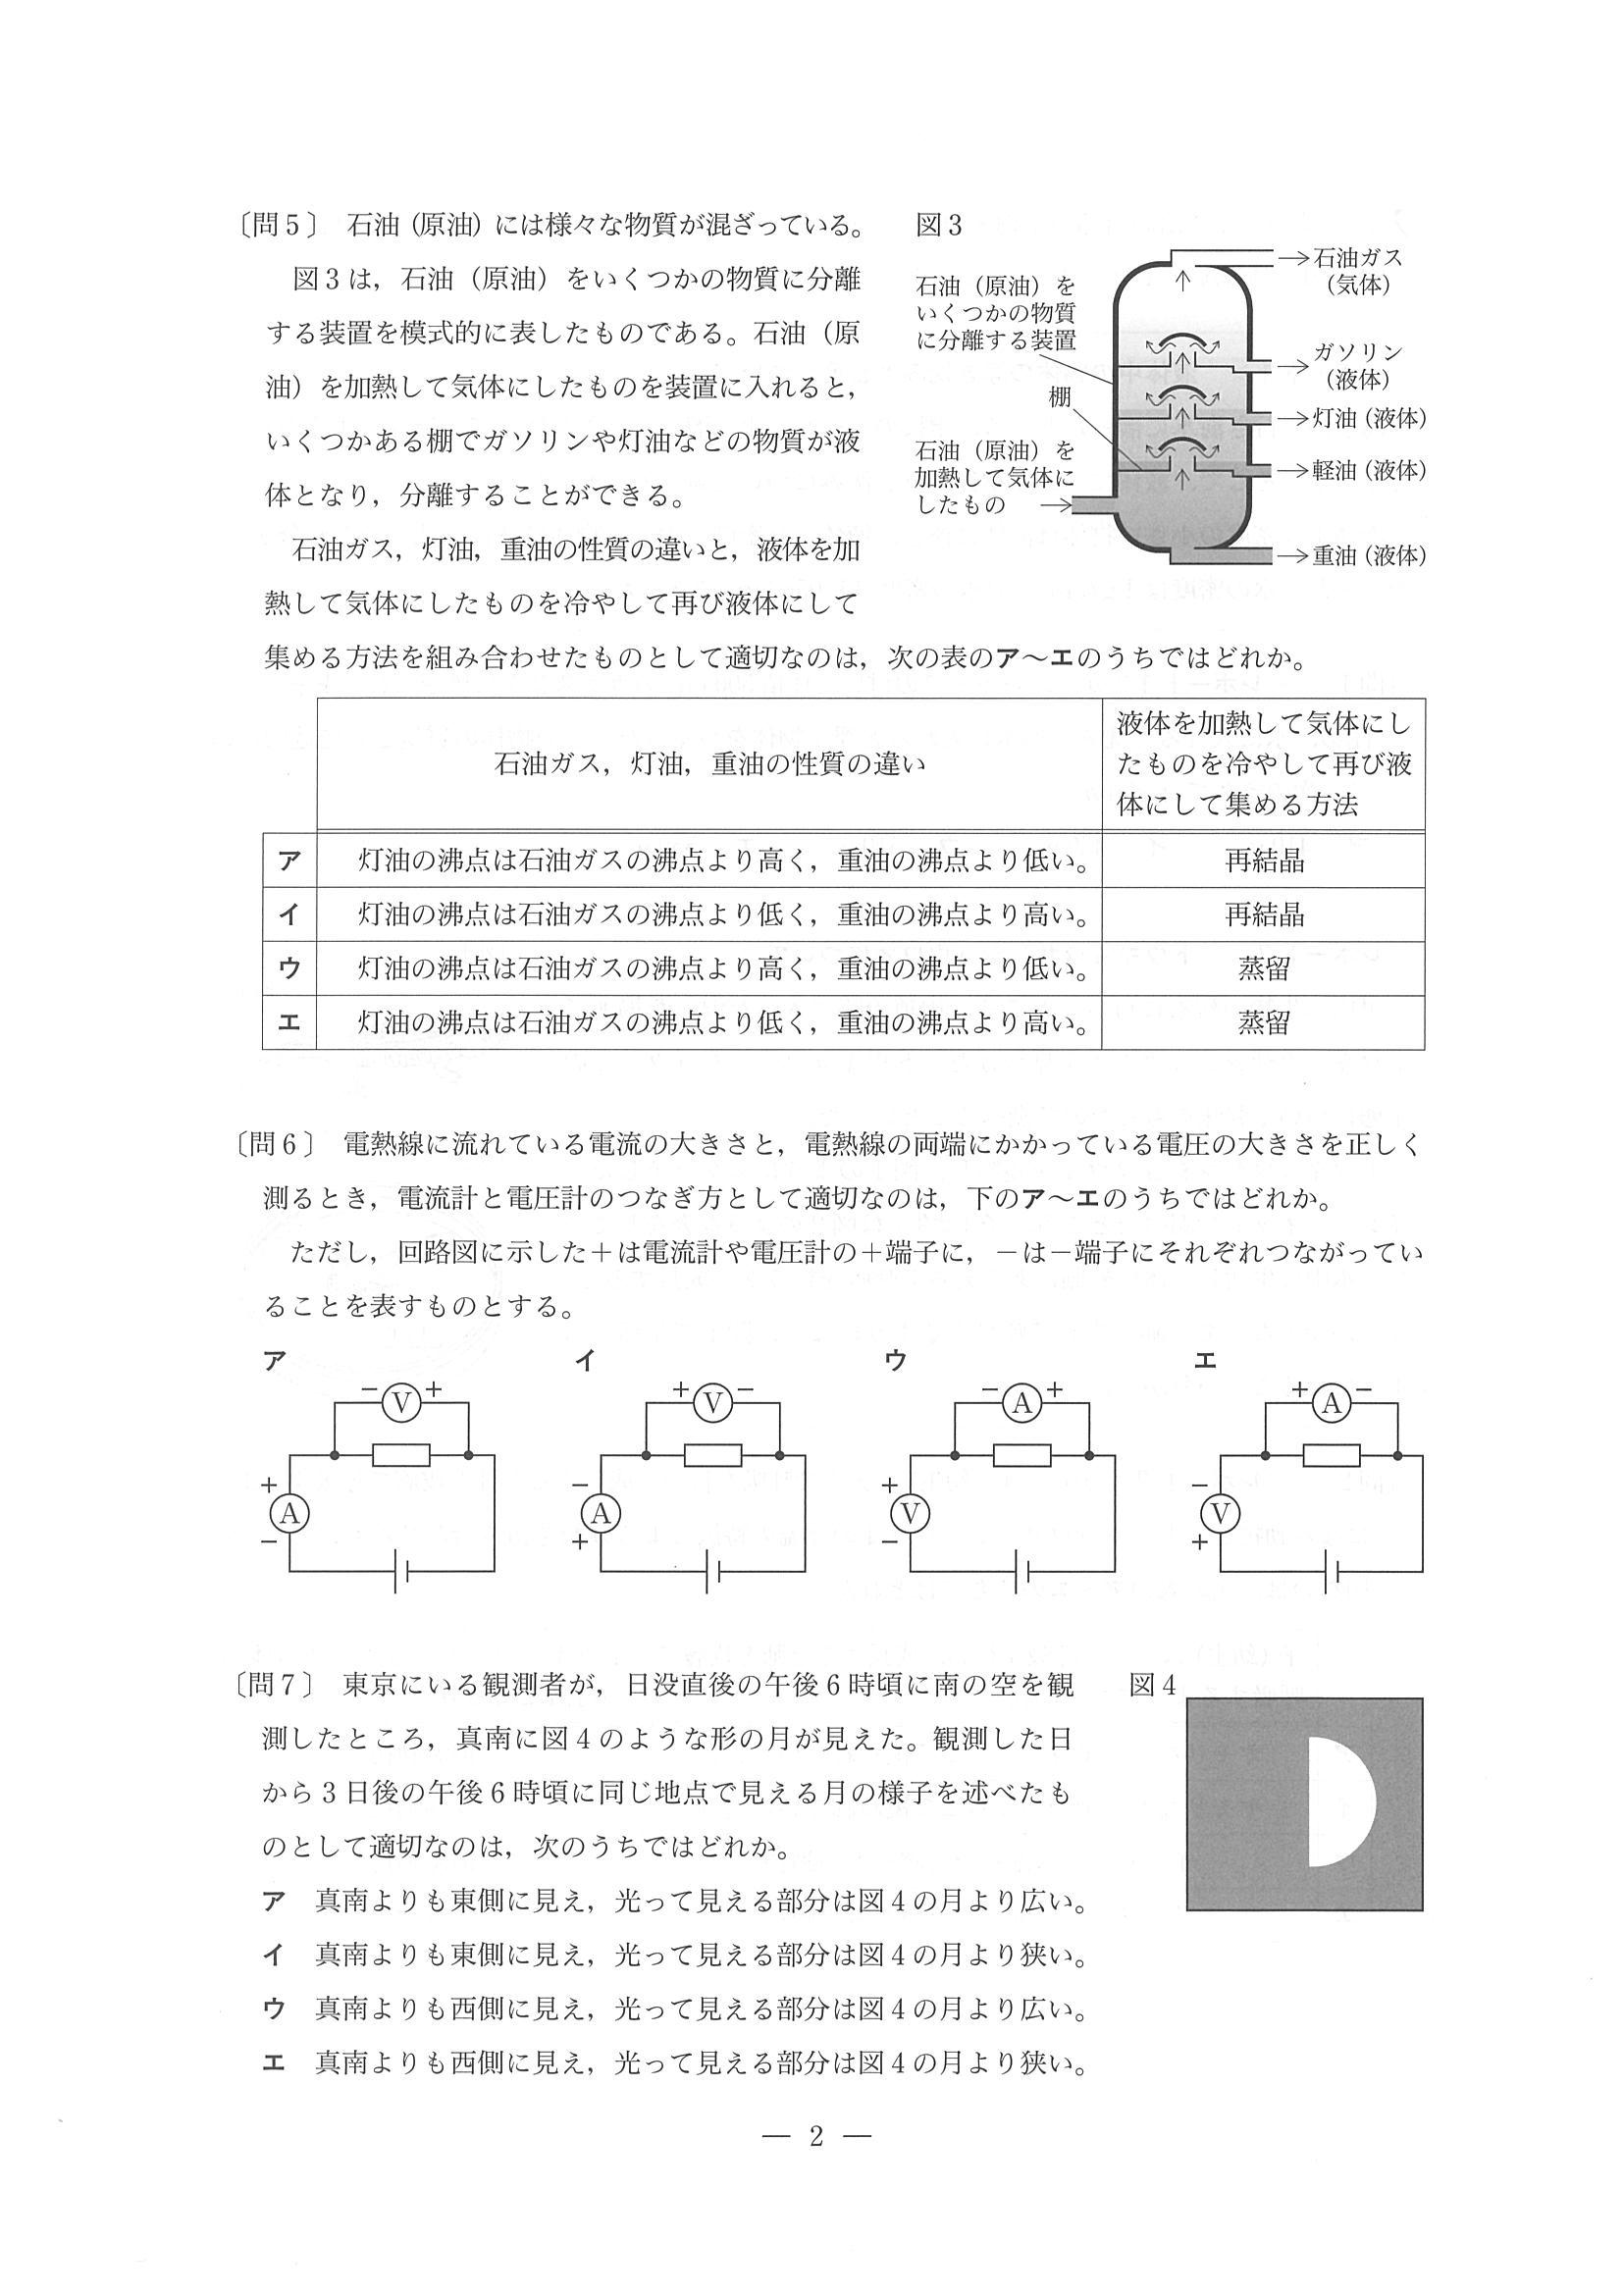 〔問5〕 石油（原油）には様々な物質が混ざっている。
図3は，石油（原油）をいくつかの物質に分離
する装置を模式的に表したものである。石油（原
油）を加熱して気体にしたものを装置に入れると，
いくつかある棚でガソリンや灯油などの物質が液
体となり，分離することができる。
石油ガス，灯油，重油の性質の違いと，液体を加
熱して気体にしたものを冷やして再び液体にして
集める方法を組み合わせたものとして適切なのは，次の表のア～エのうちではどれか。
図3
石油（原油）を
いくつかの物質
に分離する装置
棚
石油（原油）を
加熱して気体に
したもの
石油ガス
（気体）
ガソリン
（液体）
灯油（液体）
軽油（液体）
重油（液体）
石油ガス，灯油，重油の性質の違い
液体を加熱して気体にし
たものを冷やして再び液
体にして集める方法
ア 灯油の沸点は石油ガスの沸点より高く，重油の沸点より低い。 再結晶
イ 灯油の沸点は石油ガスの沸点より低く，重油の沸点より高い。 再結晶
ウ 灯油の沸点は石油ガスの沸点より高く，重油の沸点より低い。 蒸留
エ 灯油の沸点は石油ガスの沸点より低く，重油の沸点より高い。 蒸留
〔問6〕 電熱線に流れている電流の大きさと，電熱線の両端にかかっている電圧の大きさを正しく
測るとき，電流計と電圧計のつなぎ方として適切なのは，下のア～エのうちではどれか。
ただし，回路図に示した＋は電流計や電圧計の＋端子に，－は－端子にそれぞれつながってい
ることを表すものとする。
ア イ ウ エ
－ V ＋ ＋ V － － A ＋ ＋ A －
＋ － ＋ －
A A V V
－ ＋ － ＋
〔問7〕 東京にいる観測者が，日没直後の午後6時頃に南の空を観
測したところ，真南に図4のような形の月が見えた。観測した日
から3日後の午後6時頃に同じ地点で見える月の様子を述べたも
のとして適切なのは，次のうちではどれか。
図4
ア 真南よりも東側に見え，光って見える部分は図4の月より広い。
イ 真南よりも東側に見え，光って見える部分は図4の月より狭い。
ウ 真南よりも西側に見え，光って見える部分は図4の月より広い。
エ 真南よりも西側に見え，光って見える部分は図4の月より狭い。
― 2 ―